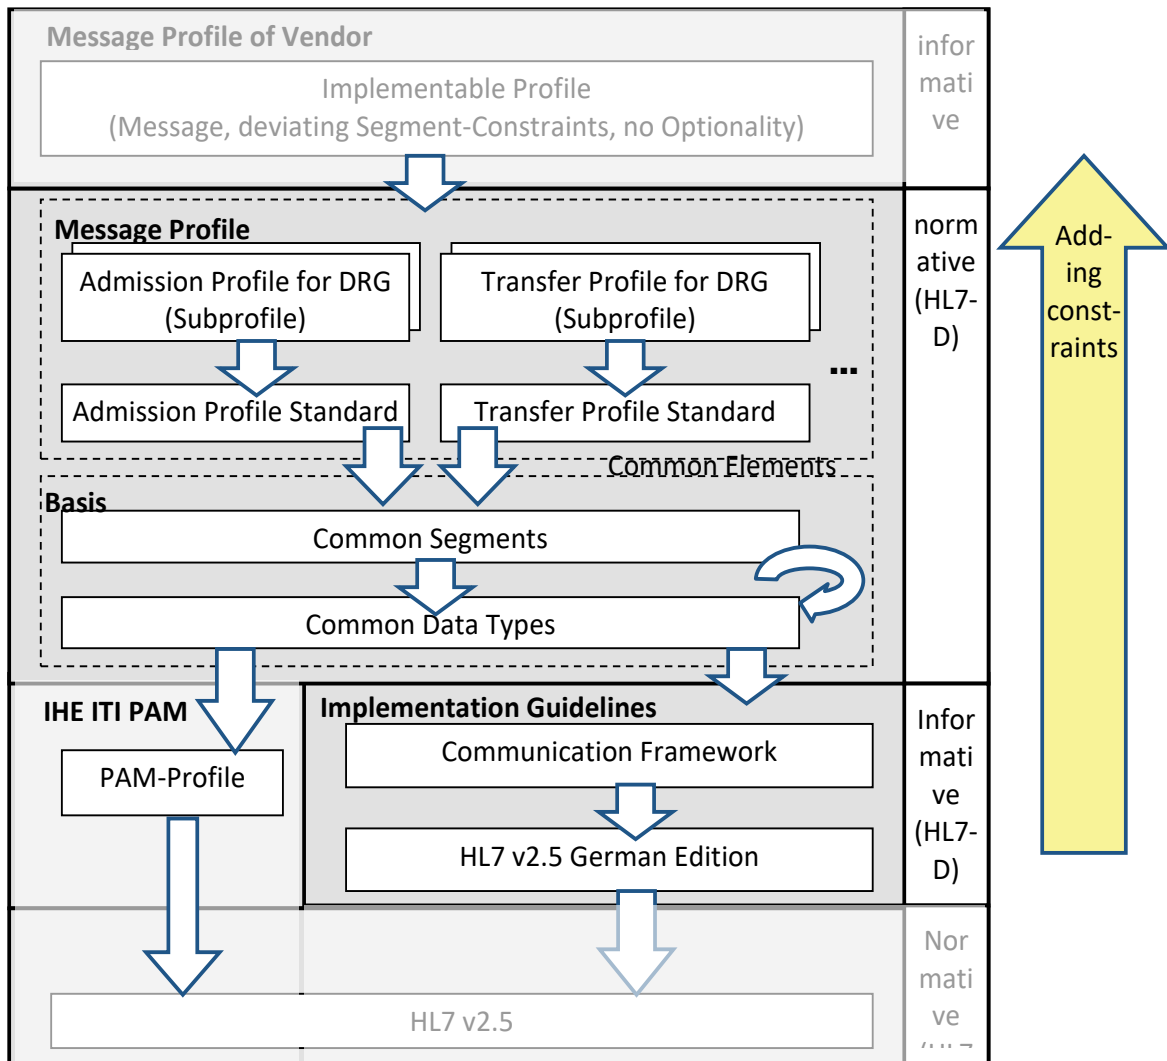 Message Profile of Vendor
Implementable Profile
(Message, deviating Segment-Constraints, no Optionality)
infor
mati
ve
Message Profile
Admission Profile for DRG
(Subprofile)
Transfer Profile for DRG
(Subprofile)
...
Admission Profile Standard
Transfer Profile Standard
Common Elements
norm
ative
(HL7-
D)
Add-
ing
const-
raints
Basis
Common Segments
Common Data Types
IHE ITI PAM
PAM-Profile
Implementation Guidelines
Communication Framework
HL7 v2.5 German Edition
Infor
mati
ve
(HL7-
D)
HL7 v2.5
Nor
mati
ve
(HL7